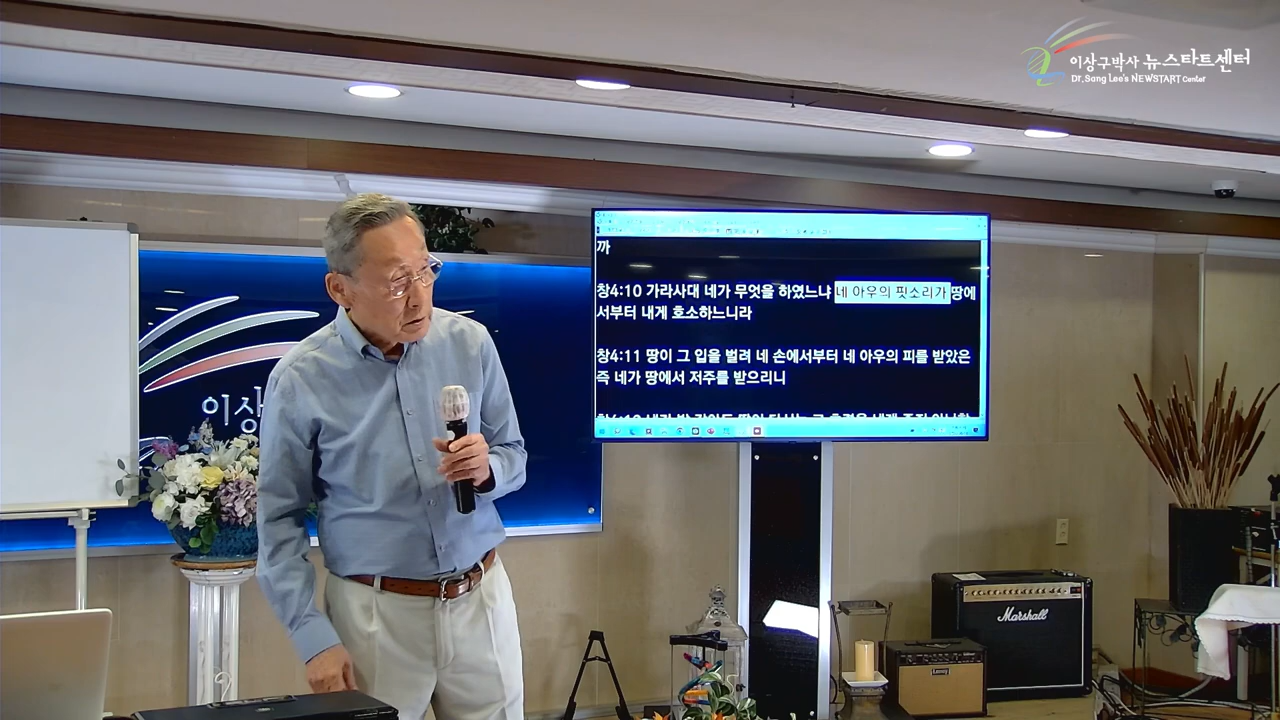 이상구박사 뉴스타트센터
Dr. Sang Lee's NEWSTART Center
까
창4:10 가라사대 네가 무엇을 하였느냐 네 아우의 핏소리가 땅에
서부터 내게 호소하느니라
창4:11 땅이 그 입을 벌려 네 손에서부터 네 아우의 피를 받았은
즉 네가 땅에서 저주를 받으리니
이상
Marshall
Laney